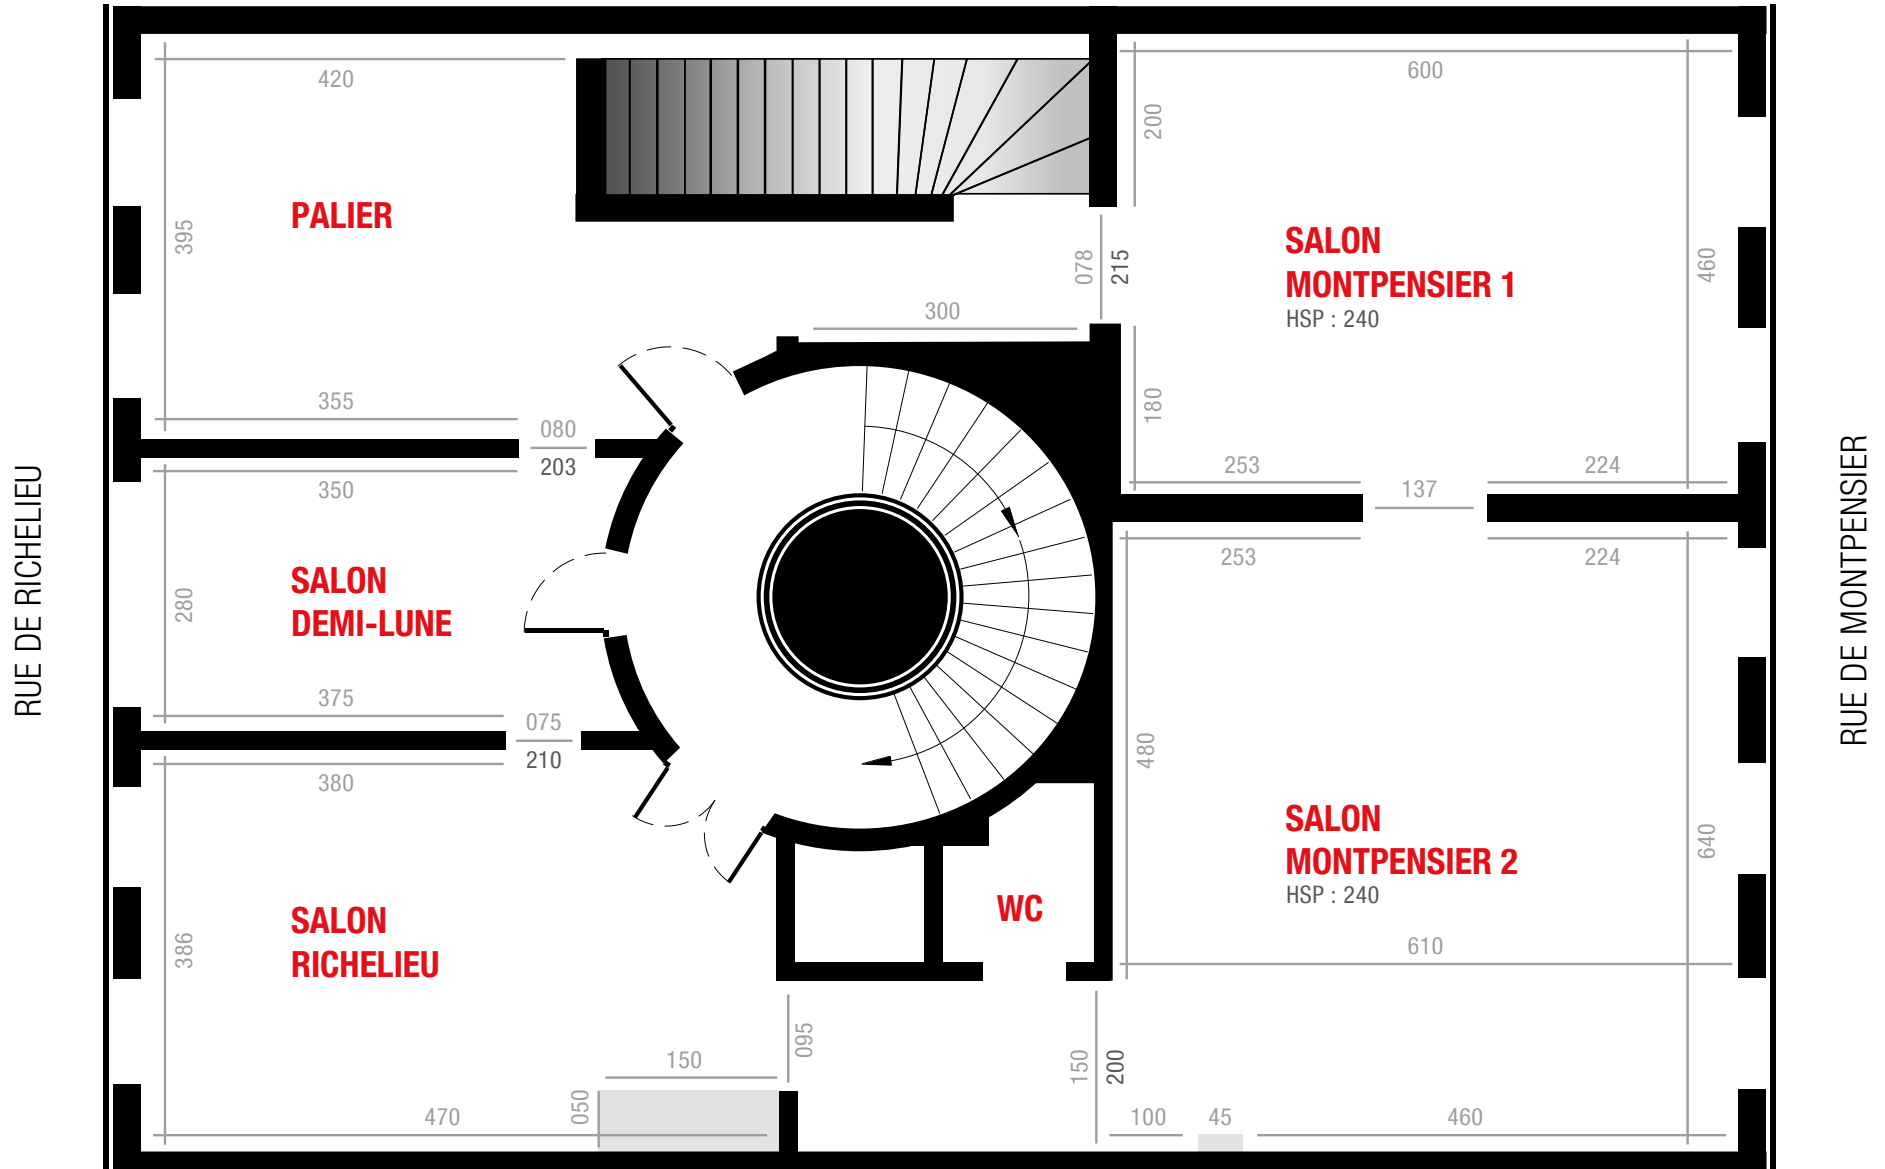 420
600
200
PALIER
395
SALON
MONTPENSIER 1
HSP : 240
460
078
215
300
180
355
080
203
350
253
224
137
253
224
RUE DE RICHELIEU
RUE DE MONTPENSIER
280
SALON
DEMI-LUNE
375
075
210
380
480
SALON
MONTPENSIER 2
HSP : 240
640
WC
SALON
RICHELIEU
386
610
095
150
150
200
050
470
100
45
460